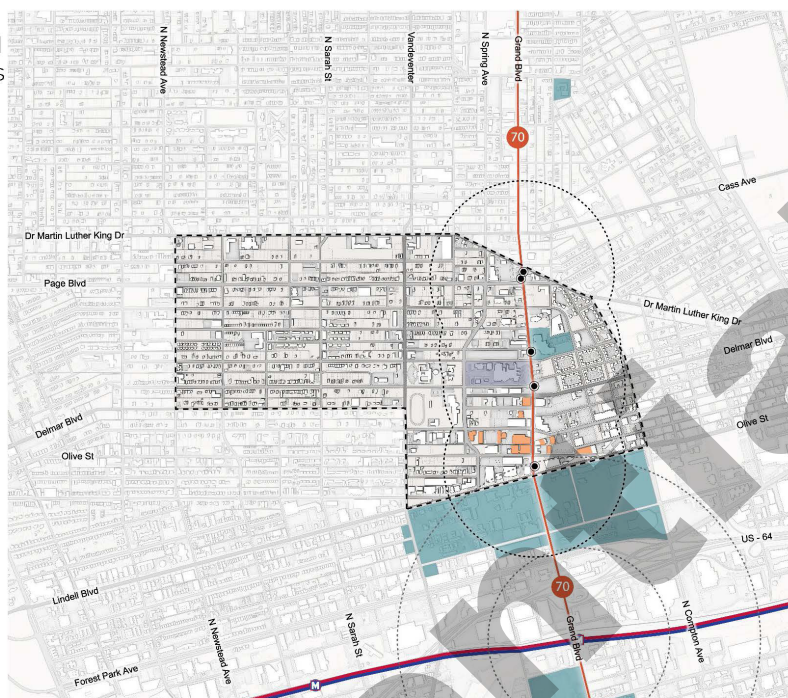 N Newstead Ave
N Sarah St
Vandeventer
N Spring Ave
Grand Blvd
70
Cass Ave
Dr Martin Luther King Dr
Page Blvd
Dr Martin Luther King Dr
Delmar Blvd
Delmar Blvd
Olive St
Olive St
US - 64
70
Lindell Blvd
N Newstead Ave
N Sarah St
Grand Blvd
N Compton Ave
Forest Park Ave
M